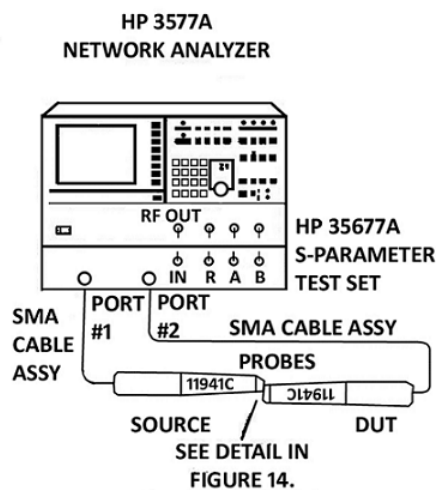 HP 3577A
NETWORK ANALYZER
RF OUT
IN R A B
HP 35677A
S-PARAMETER
TEST SET
PORT
#1
PORT
#2
SMA
CABLE
ASSY
SMA CABLE ASSY
PROBES
11941C
11941C
SOURCE
DUT
SEE DETAIL IN
FIGURE 14.